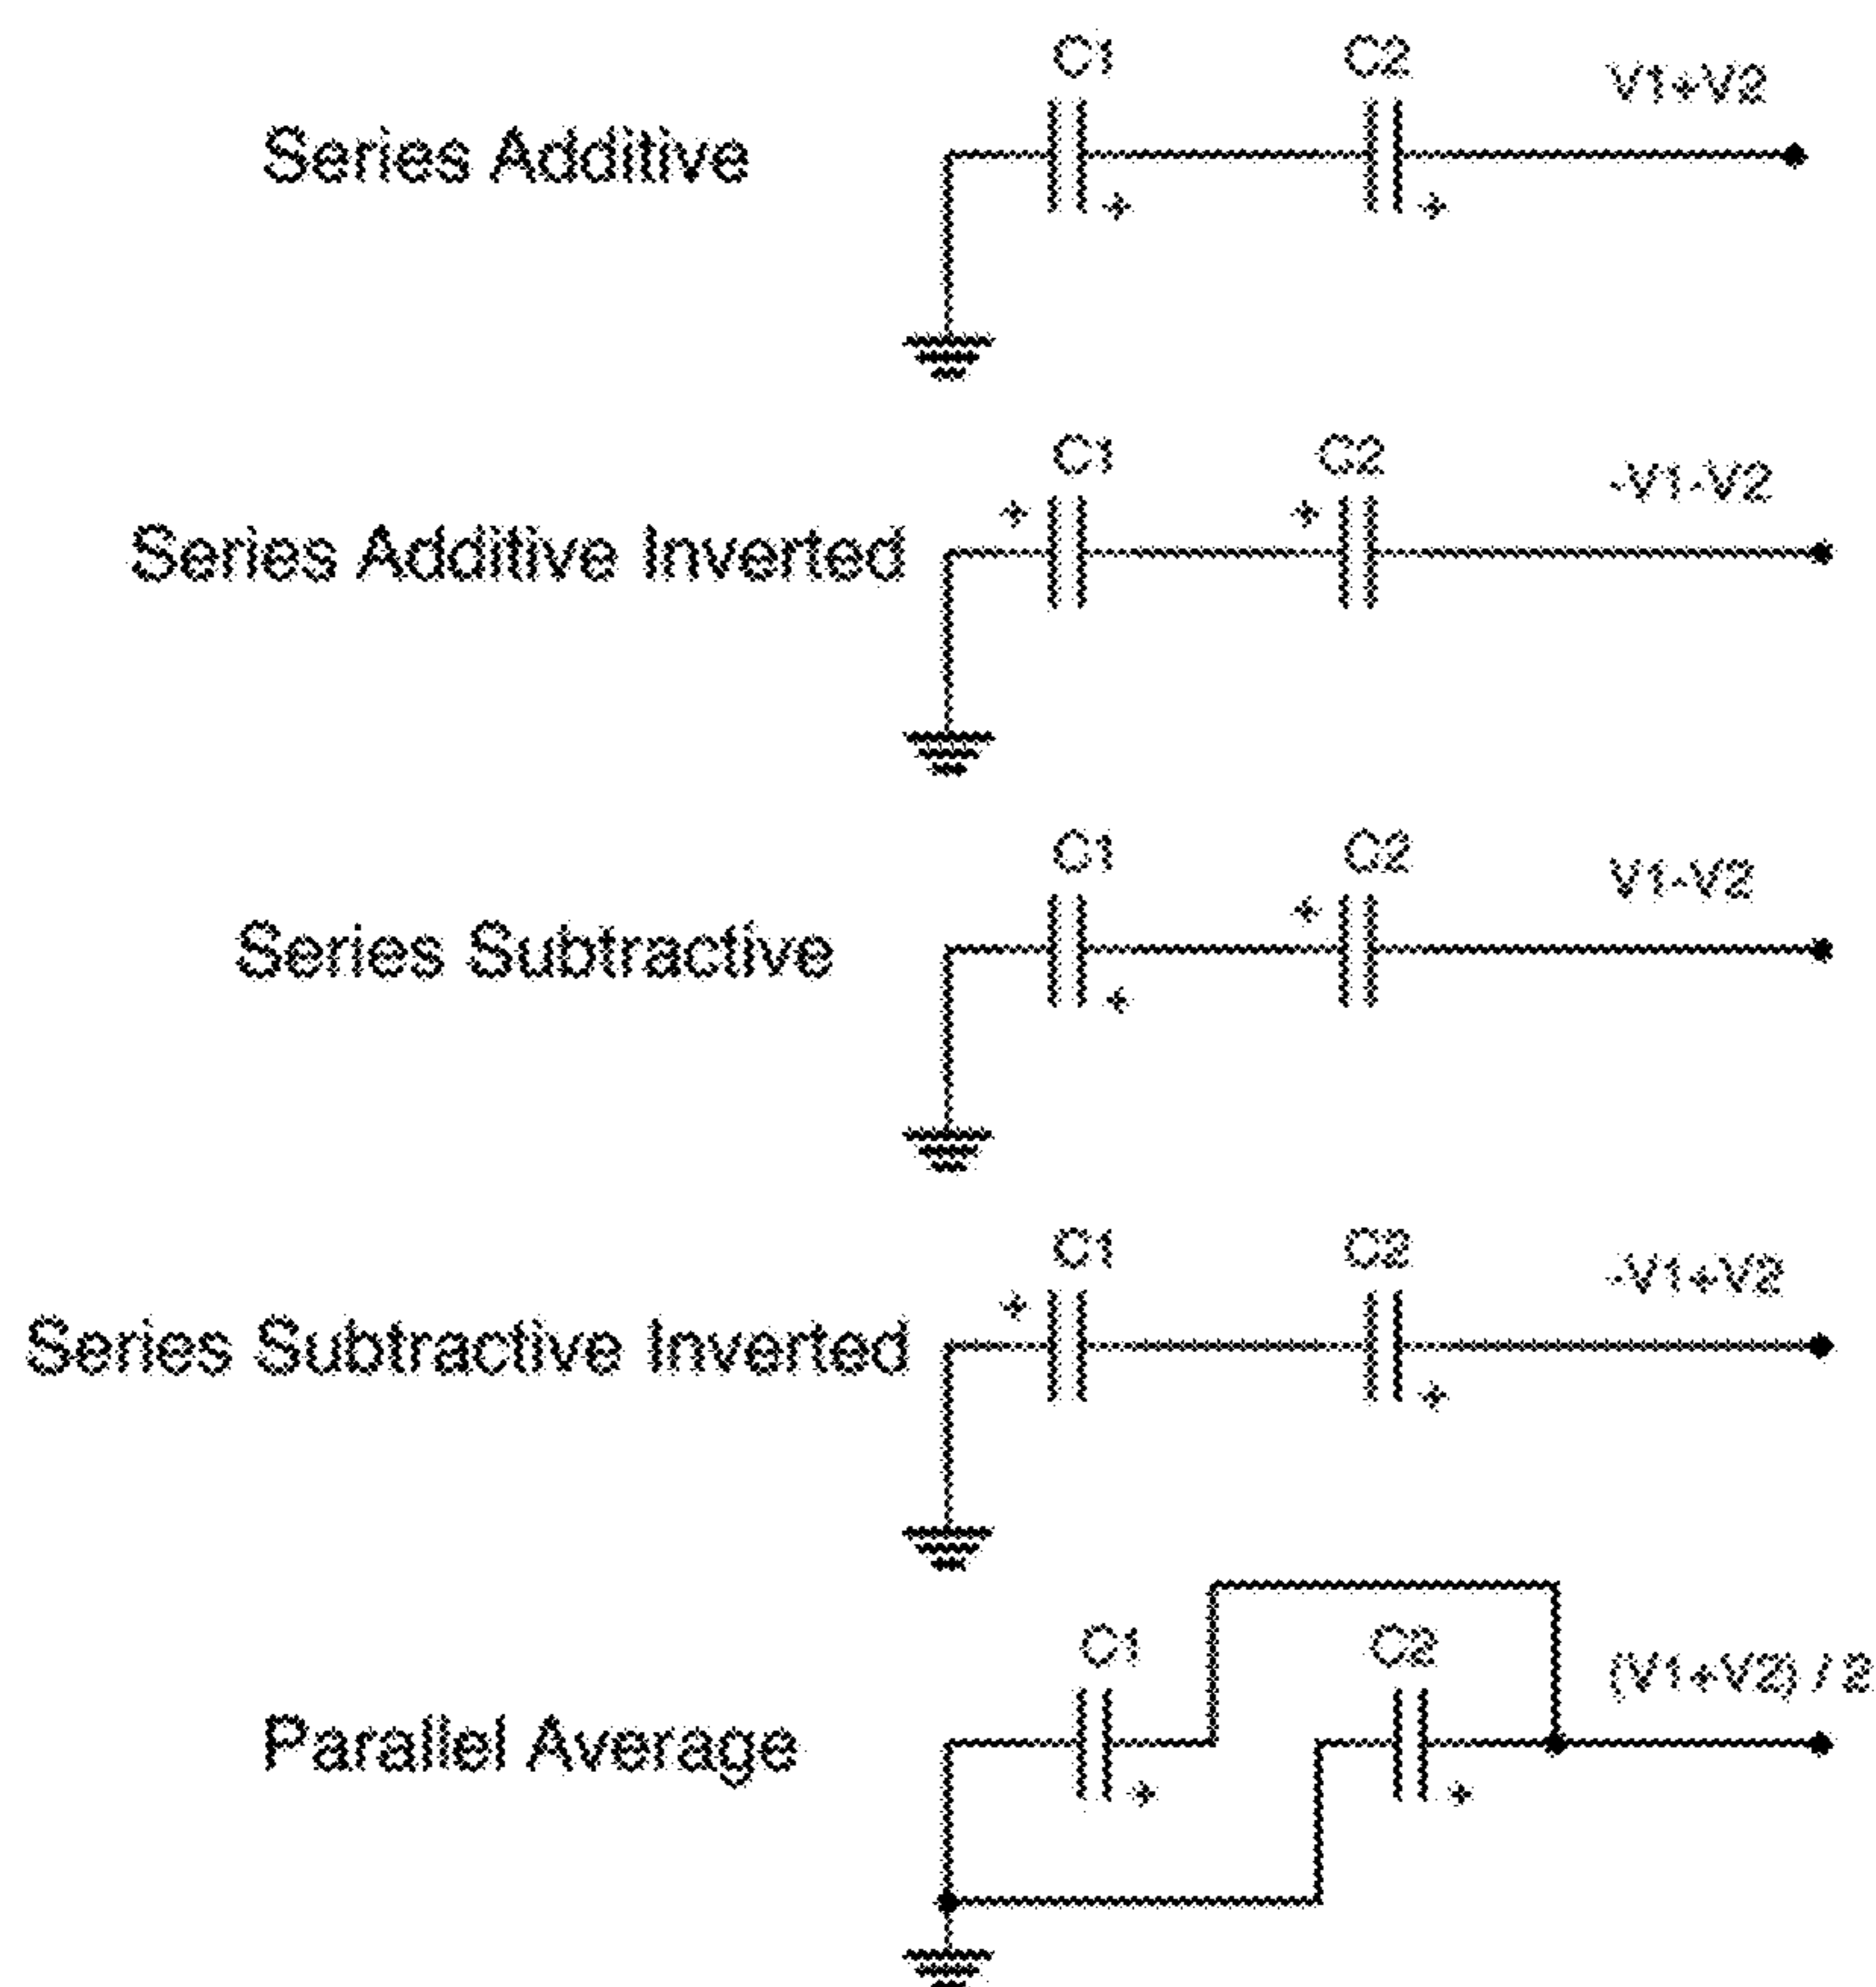 C1 C2 V1+V2
Series Additive
+ +
C1 C2 -V1-V2
+ +
Series Additive Inverted
C1 C2 V1-V2
+
Series Subtractive
+
C1 C2 -V1+V2
+
Series Subtractive Inverted
+
C1 C2 (V1+V2) / 2
Parallel Average
+ +